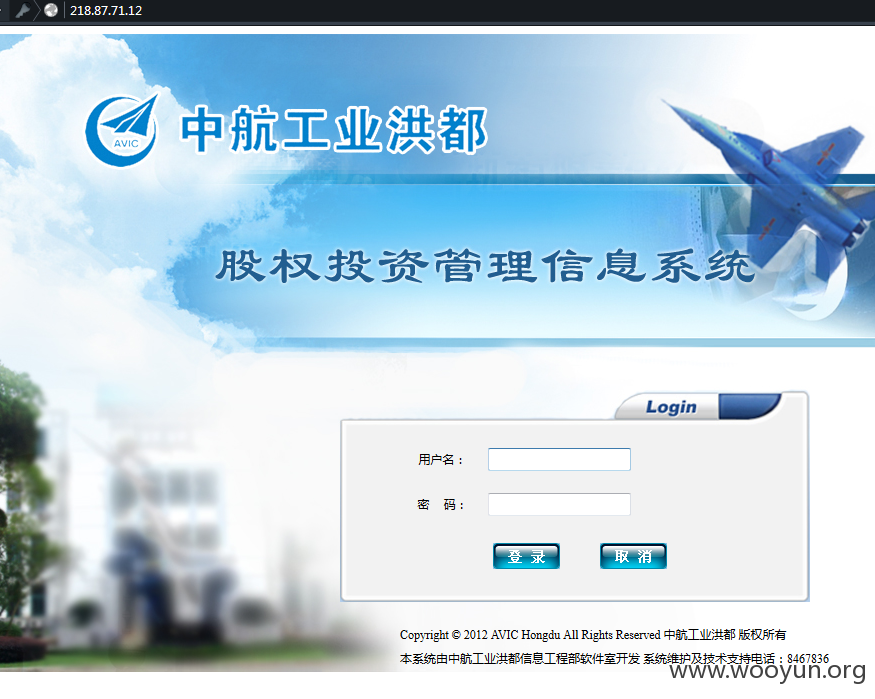 218.87.71.12
AVIC
中航工业洪都
股权投资管理信息系统
Login
用户名：
密 码：
登 录 取 消
Copyright © 2012 AVIC Hongdu All Rights Reserved 中航工业洪都 版权所有
本系统由中航工业洪都信息工程部软件室开发 系统维护及技术支持电话：8467836
www.wooyun.org